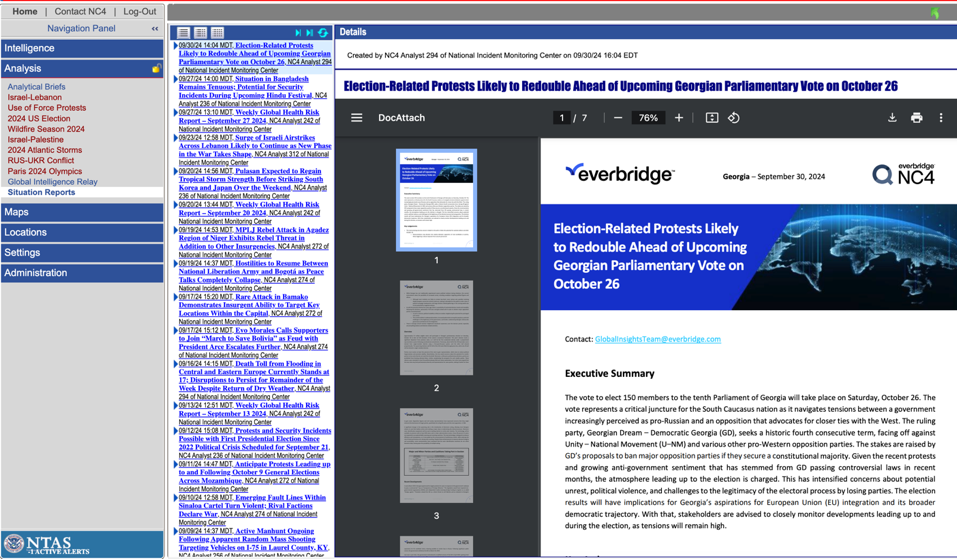 Home | Contact NC4 | Log-Out
Navigation Panel
Intelligence
Analysis
Analytical Briefs
Israel-Lebanon
Use of Force Protests
2024 US Election
Wildfire Season 2024
Israel-Palestine
2024 Atlantic Storms
RUS-UKR Conflict
Paris 2024 Olympics
Global Intelligence Relay
Situation Reports
Maps
Locations
Settings
Administration
NTAS
-1 ACTIVE ALERTS
09/30/24 14:04 MDT, Election-Related Protests
Likely to Redouble Ahead of Upcoming Georgian
Parliamentary Vote on October 26, NC4 Analyst 294
of National Incident Monitoring Center
09/27/24 14:00 MDT, Situation in Bangladesh
Remains Tenuous; Potential for Security
Incidents During Upcoming Hindu Festival, NC4
Analyst 236 of National Incident Monitoring Center
09/27/24 13:10 MDT, Weekly Global Health Risk
Report – September 27 2024, NC4 Analyst 242 of
National Incident Monitoring Center
09/23/24 12:58 MDT, Surge of Israeli Airstrikes
Across Lebanon Likely to Continue as New Phase
in the War Takes Shape, NC4 Analyst 312 of National
Incident Monitoring Center
09/20/24 14:56 MDT, Pulasan Expected to Regain
Tropical Storm Strength Before Striking South
Korea and Japan Over the Weekend, NC4 Analyst
236 of National Incident Monitoring Center
09/20/24 13:44 MDT, Weekly Global Health Risk
Report – September 20 2024, NC4 Analyst 242 of
National Incident Monitoring Center
09/19/24 14:53 MDT, MPLJ Rebel Attack in Agadez
Region of Niger Exhibits Rebel Threat in
Addition to Other Insurgencies, NC4 Analyst 272 of
National Incident Monitoring Center
09/19/24 14:37 MDT, Hostilities to Resume Between
National Liberation Army and Bogotá as Peace
Talks Completely Collapse, NC4 Analyst 274 of
National Incident Monitoring Center
09/17/24 15:20 MDT, Rare Attack in Bamako
Demonstrates Insurgent Ability to Target Key
Locations Within the Capital, NC4 Analyst 272 of
National Incident Monitoring Center
09/17/24 15:12 MDT, Evo Morales Calls Supporters
to Join “March to Save Bolivia” as Feud with
President Arce Escalates Further, NC4 Analyst 274
of National Incident Monitoring Center
09/16/24 14:15 MDT, Death Toll from Flooding in
Central and Eastern Europe Currently Stands at
17; Disruptions to Persist for Remainder of the
Week Despite Return of Dry Weather, NC4 Analyst
294 of National Incident Monitoring Center
09/13/24 12:51 MDT, Weekly Global Health Risk
Report – September 13 2024, NC4 Analyst 242 of
National Incident Monitoring Center
09/12/24 15:08 MDT, Protests and Security Incidents
Possible with First Presidential Election Since
2022 Political Crisis Scheduled for September 21,
NC4 Analyst 236 of National Incident Monitoring Center
09/11/24 14:47 MDT, Anticipate Protests Leading up
to and Following October 9 General Elections
Across Mozambique, NC4 Analyst 272 of National
Incident Monitoring Center
09/10/24 12:58 MDT, Emerging Fault Lines Within
Sinaloa Cartel Turn Violent; Rival Factions
Declare War, NC4 Analyst 274 of National Incident
Monitoring Center
09/09/24 14:37 MDT, Active Manhunt Ongoing
Following Apparent Random Mass Shooting
Targeting Vehicles on I-75 in Laurel County, KY,
NC4 Analyst 256 of National Incident Monitoring Center
Details
Created by NC4 Analyst 294 of National Incident Monitoring Center on 09/30/24 16:04 EDT
Election-Related Protests Likely to Redouble Ahead of Upcoming Georgian Parliamentary Vote on October 26
DocAttach
1 / 7
76%
1
2
3
everbridge
Georgia – September 30, 2024
everbridge
NC4
Election-Related Protests Likely
to Redouble Ahead of Upcoming
Georgian Parliamentary Vote on
October 26
Contact: GlobalInsightsTeam@everbridge.com
Executive Summary
The vote to elect 150 members to the tenth Parliament of Georgia will take place on Saturday, October 26. The
vote represents a critical juncture for the South Caucasus nation as it navigates tensions between a government
increasingly perceived as pro-Russian and an opposition that advocates for closer ties with the West. The ruling
party, Georgian Dream – Democratic Georgia (GD), seeks a historic fourth consecutive term, facing off against
Unity – National Movement (U–NM) and various other pro-Western opposition parties. The stakes are raised by
GD’s proposals to ban major opposition parties if they secure a constitutional majority. Given the recent protests
and growing anti-government sentiment that has stemmed from GD passing controversial laws in recent
months, the atmosphere leading up to the election is charged. This has intensified concerns about potential
unrest, political violence, and challenges to the legitimacy of the electoral process by losing parties. The election
results will have implications for Georgia’s aspirations for European Union (EU) integration and its broader
democratic trajectory. With that, stakeholders are advised to closely monitor developments leading up to and
during the election, as tensions will remain high.